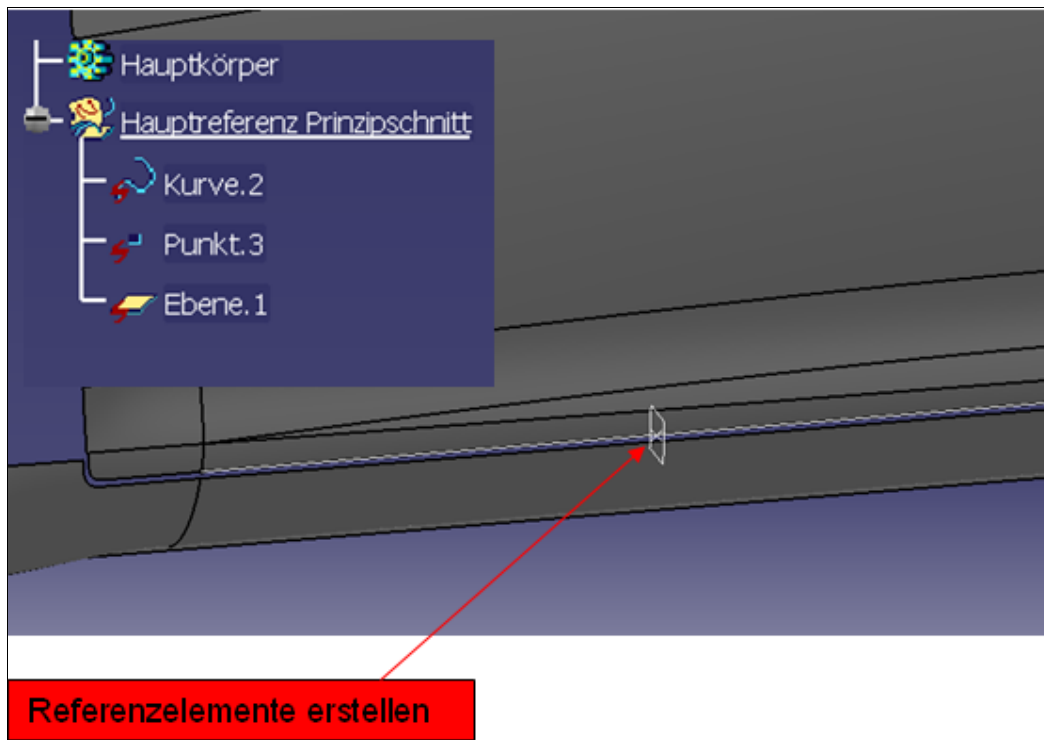 Hauptkörper
Hauptreferenz Prinzipschnitt
Kurve.2
Punkt.3
Ebene.1
Referenzelemente erstellen